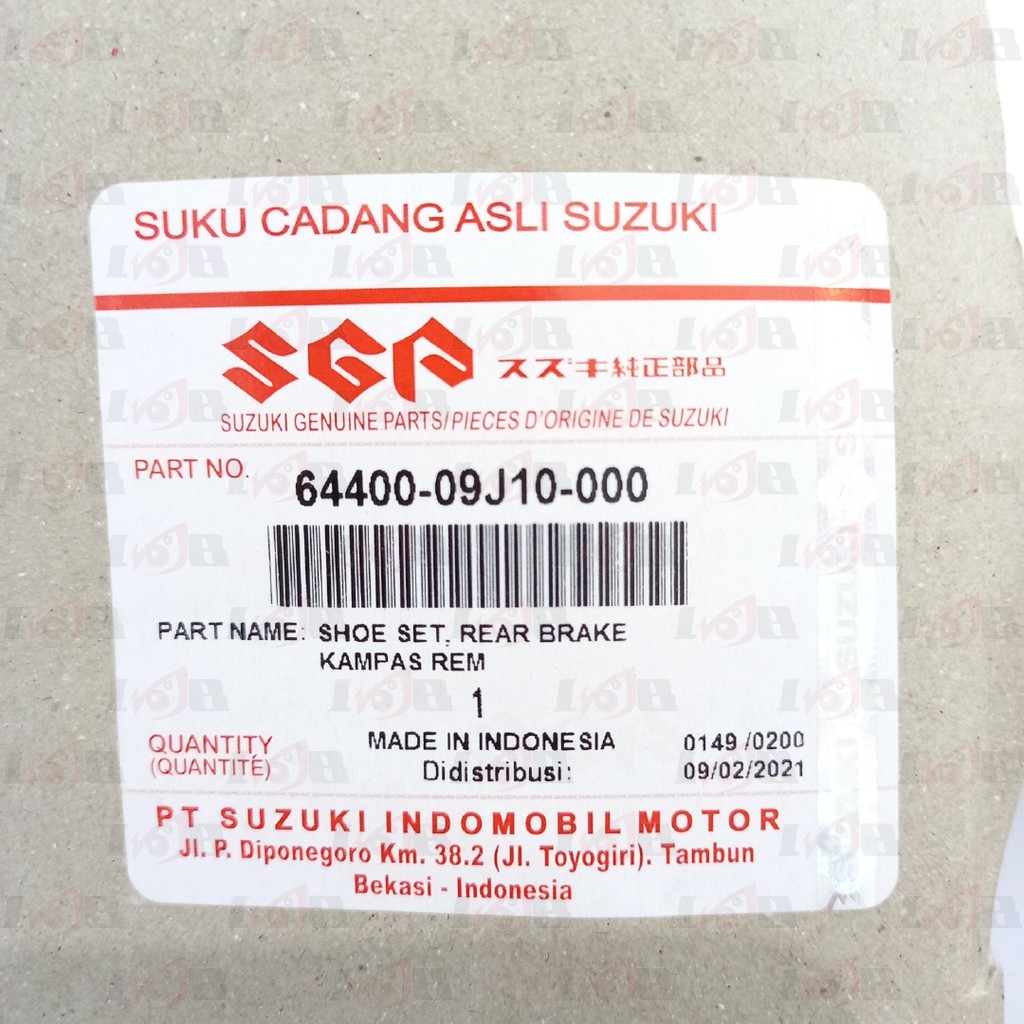 SUKU CADANG ASLI SUZUKI
SGP スズキ純正部品
SUZUKI GENUINE PARTS/PIECES D'ORIGINE DE SUZUKI
PART NO. 64400-09J10-000
PART NAME: SHOE SET, REAR BRAKE
KAMPAS REM
1
QUANTITY MADE IN INDONESIA 0149 /0200
(QUANTITÉ) Didistribusi: 09/02/2021
PT SUZUKI INDOMOBIL MOTOR
Jl. P. Diponegoro Km. 38.2 (Jl. Toyogiri). Tambun
Bekasi - Indonesia
SUZUKI